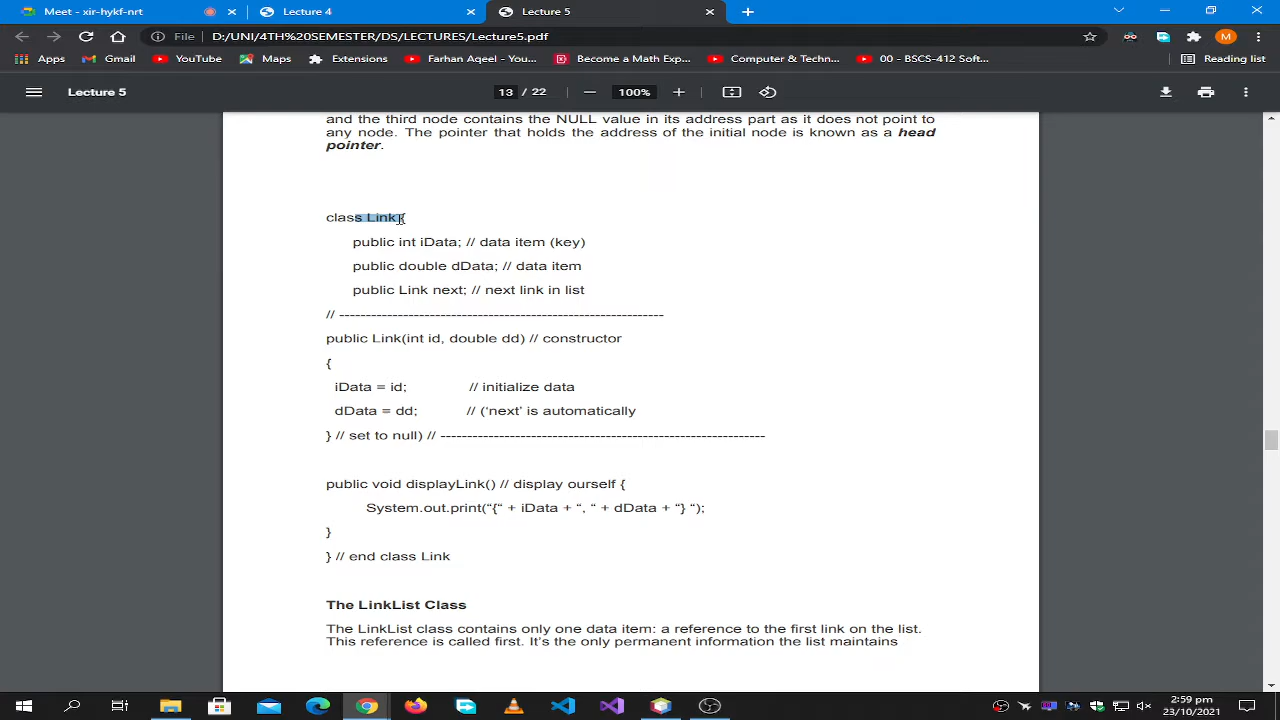 Meet - xir-hykf-nrt
Lecture 4
Lecture 5
File
D:/UNI/4TH%20SEMESTER/DS/LECTURES/Lecture5.pdf
M
Apps
Gmail
YouTube
Maps
Extensions
Farhan Aqeel - You...
Become a Math Exp...
Computer & Techn...
00 - BSCS-412 Soft...
Reading list
Lecture 5
13 / 22
100%
and the third node contains the NULL value in its address part as it does not point to
any node. The pointer that holds the address of the initial node is known as a head
pointer.
class Link {
public int iData; // data item (key)
public double dData; // data item
public Link next; // next link in list
// -------------------------------------------------------------
public Link(int id, double dd) // constructor
{
iData = id; // initialize data
dData = dd; // (‘next’ is automatically
} // set to null) // -------------------------------------------------------------
public void displayLink() // display ourself {
System.out.print(“{“ + iData + “, “ + dData + “} “);
}
} // end class Link
The LinkList Class
The LinkList class contains only one data item: a reference to the first link on the list.
This reference is called first. It’s the only permanent information the list maintains
2:59 pm
23/10/2021